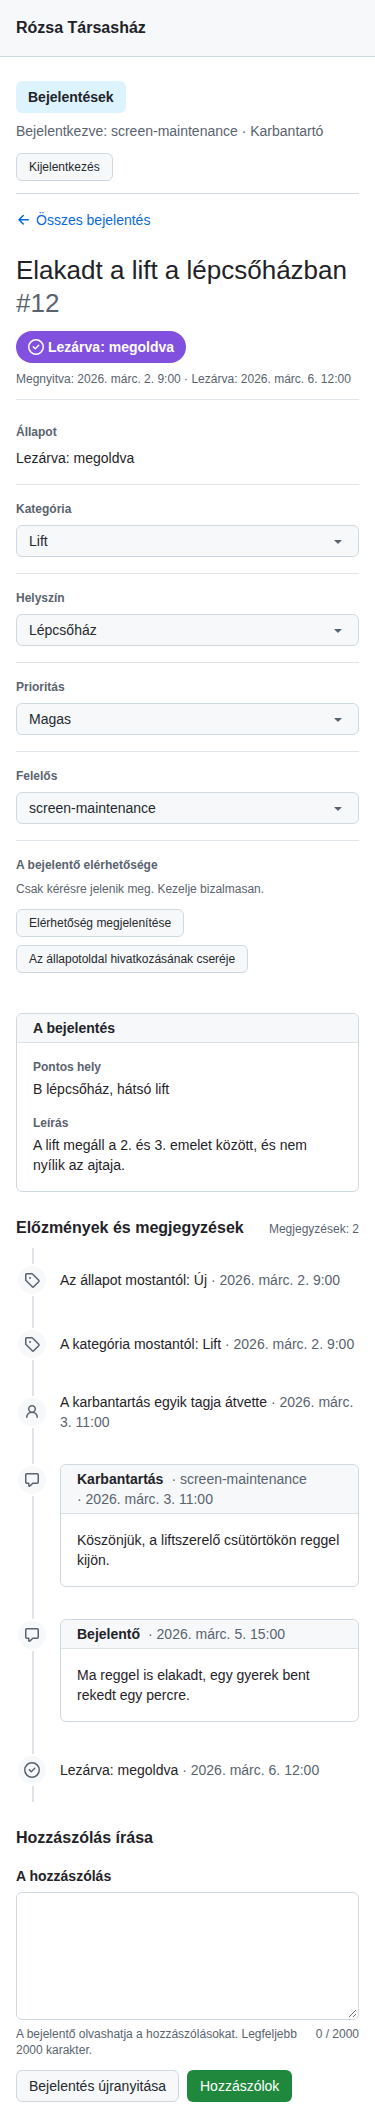 Rózsa Társasház
Bejelentések
Bejelentkezve: screen-maintenance · Karbantartó
Kijelentkezés
← Összes bejelentés
Elakadt a lift a lépcsőházban
#12
Lezárva: megoldva
Megnyitva: 2026. márc. 2. 9:00 · Lezárva: 2026. márc. 6. 12:00
Állapot
Lezárva: megoldva
Kategória
Lift
Helyszín
Lépcsőház
Prioritás
Magas
Felelős
screen-maintenance
A bejelentő elérhetősége
Csak kérésre jelenik meg. Kezelje bizalmasan.
Elérhetőség megjelenítése
Az állapotoldal hivatkozásának cseréje
A bejelentés
Pontos hely
B lépcsőház, hátsó lift
Leírás
A lift megáll a 2. és 3. emelet között, és nem
nyílik az ajtaja.
Előzmények és megjegyzések Megjegyzések: 2
Az állapot mostantól: Új · 2026. márc. 2. 9:00
A kategória mostantól: Lift · 2026. márc. 2. 9:00
A karbantartás egyik tagja átvette · 2026. márc.
3. 11:00
Karbantartás · screen-maintenance
· 2026. márc. 3. 11:00
Köszönjük, a liftszerelő csütörtökön reggel
kijön.
Bejelentő · 2026. márc. 5. 15:00
Ma reggel is elakadt, egy gyerek bent
rekedt egy percre.
Lezárva: megoldva · 2026. márc. 6. 12:00
Hozzászólás írása
A hozzászólás
A bejelentő olvashatja a hozzászólásokat. Legfeljebb 0 / 2000
2000 karakter.
Bejelentés újranyitása Hozzászólok